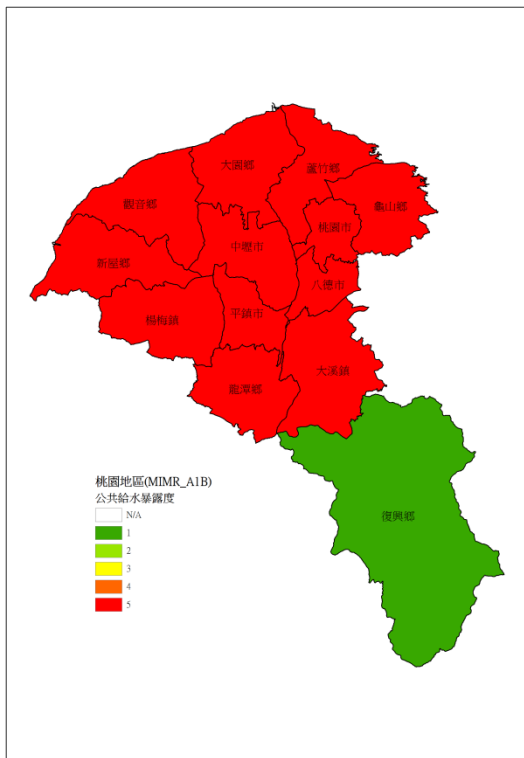 大園鄉
蘆竹鄉
觀音鄉
龜山鄉
桃園市
中壢市
新屋鄉
八德市
楊梅鎮
平鎮市
大溪鎮
龍潭鄉
桃園地區(MIMR_A1B)
公共給水暴露度
N/A
1
2
3
4
5
復興鄉